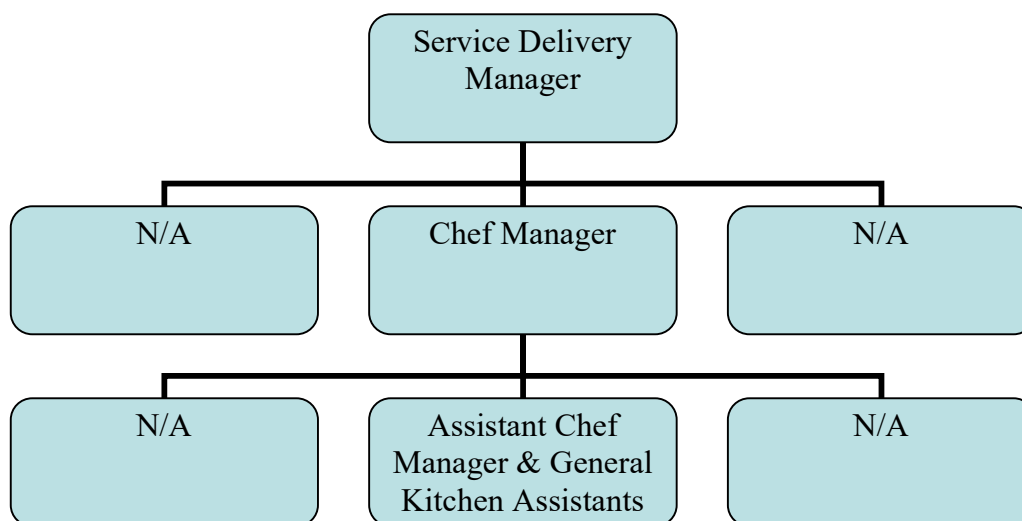 Service Delivery
Manager
N/A
Chef Manager
N/A
N/A
Assistant Chef
Manager & General
Kitchen Assistants
N/A